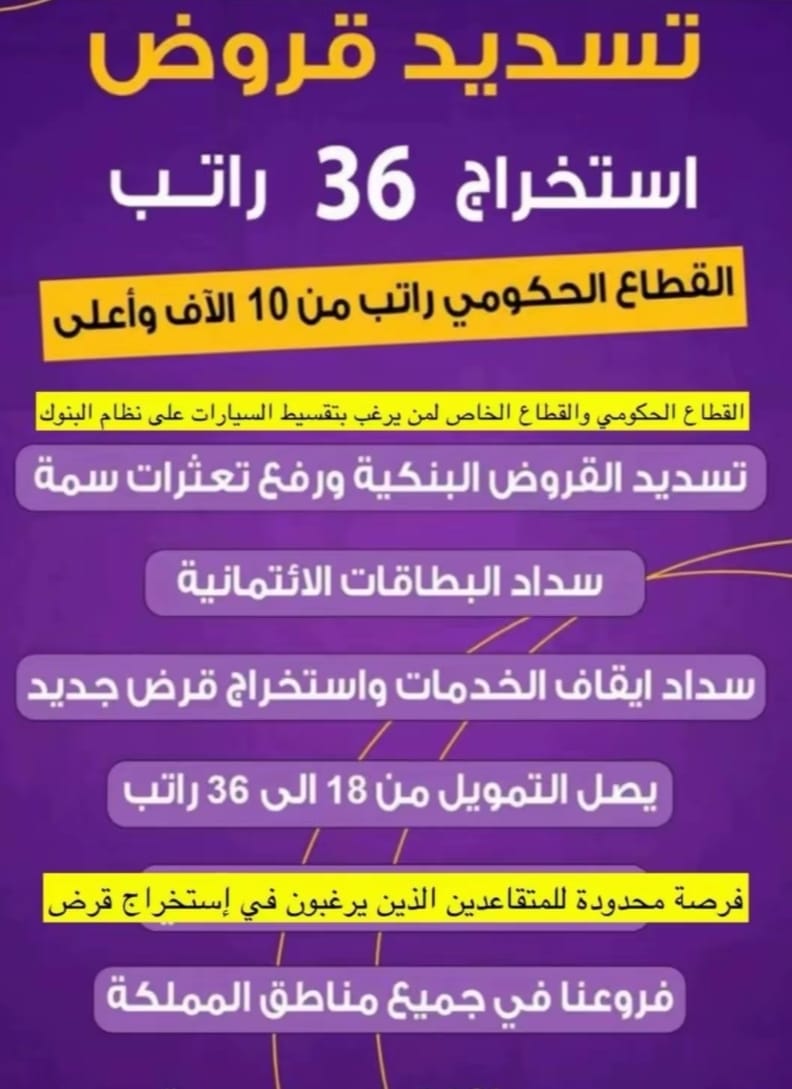 تسديد قروض
استخراج 36 راتب
القطاع الحكومي راتب من 10 الآف وأعلى
القطاع الحكومي والقطاع الخاص لمن يرغب بتقسيط السيارات على نظام البنوك
تسديد القروض البنكية ورفع تعثرات سمة
سداد البطاقات الائتمانية
سداد ايقاف الخدمات واستخراج قرض جديد
يصل التمويل من 18 الى 36 راتب
فرصة محدودة للمتقاعدين الذين يرغبون في إستخراج قرض
فروعنا في جميع مناطق المملكة